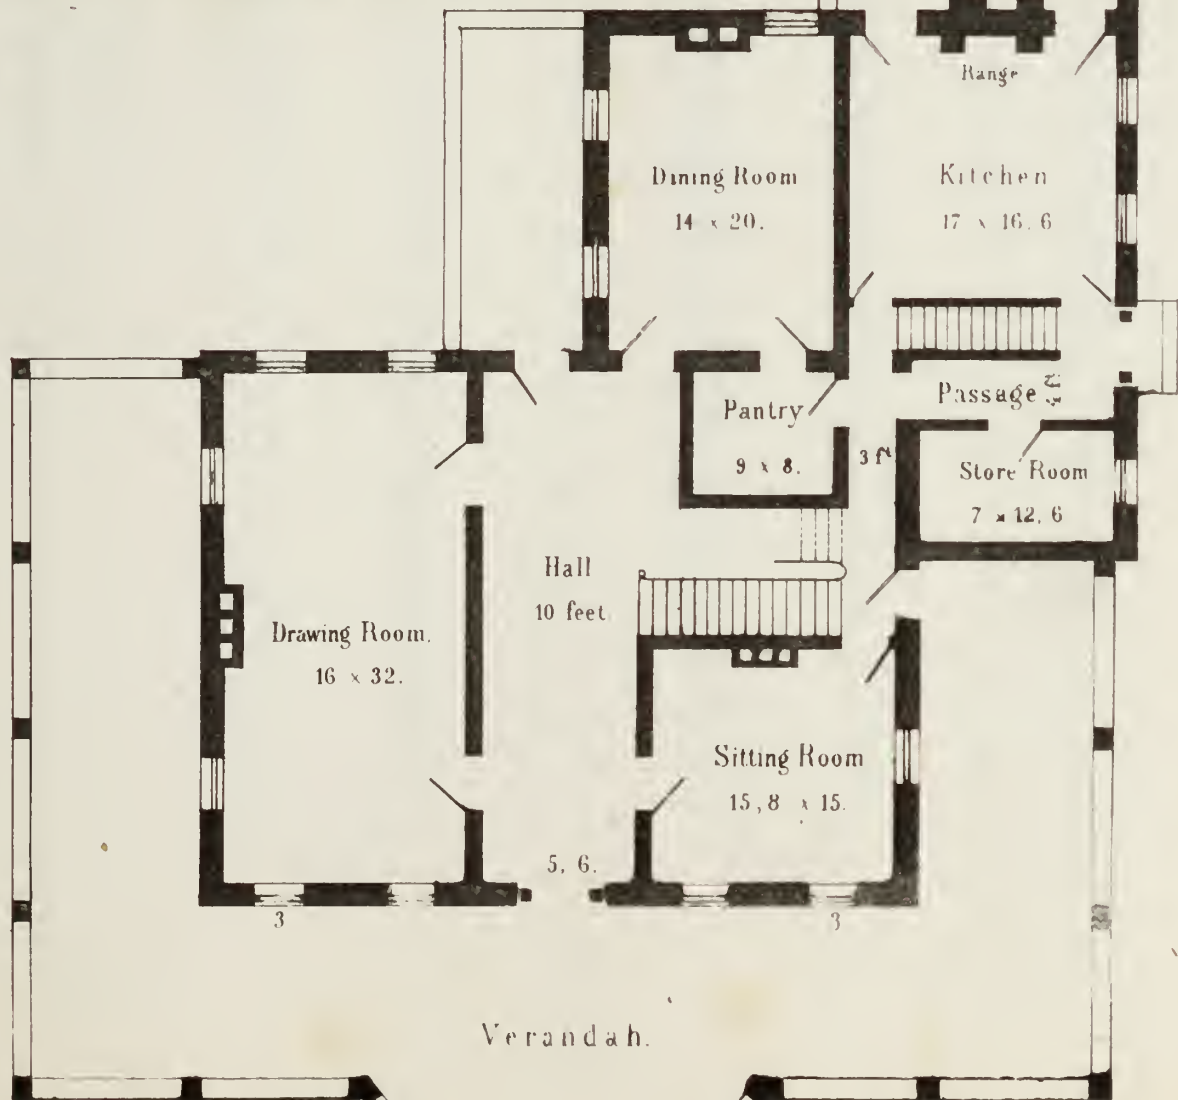 Range
Dining Room
14 x 20.
Kitchen
17 x 16.6
Passage
Pantry
9 x 8.
3 ft
Store Room
7 x 12,6
Hall
10 feet
Drawing Room.
16 x 32.
Sitting Room
15,8 x 15.
5, 6.
3
3
Verandah.